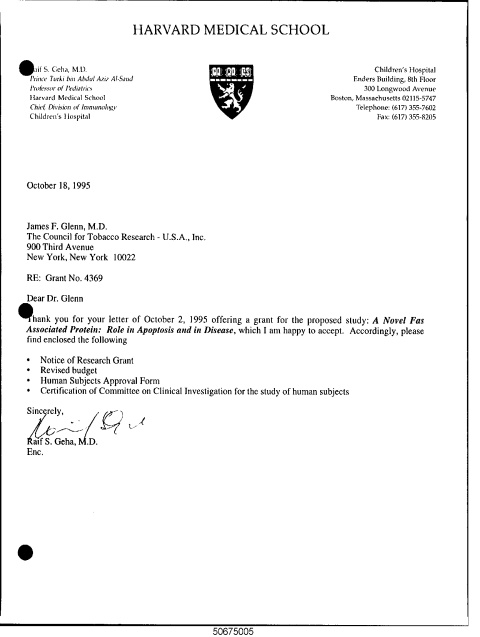 HARVARD MEDICAL SCHOOL
Raif S. Geha, M.D.
Prince Turki bin Abdul Aziz Al-Saud
Professor of Pediatrics
Harvard Medical School
Chief, Division of Immunology
Children's Hospital
Children's Hospital
Enders Building, 8th Floor
300 Longwood Avenue
Boston, Massachusetts 02115-5747
Telephone: (617) 355-7602
Fax: (617) 355-8205
October 18, 1995
James F. Glenn, M.D.
The Council for Tobacco Research - U.S.A., Inc.
900 Third Avenue
New York, New York 10022
RE: Grant No. 4369
Dear Dr. Glenn
Thank you for your letter of October 2, 1995 offering a grant for the proposed study: A Novel Fas
Associated Protein: Role in Apoptosis and in Disease, which I am happy to accept. Accordingly, please
find enclosed the following
• Notice of Research Grant
• Revised budget
• Human Subjects Approval Form
• Certification of Committee on Clinical Investigation for the study of human subjects
Sincerely,
Raif S. Geha, M.D.
Enc.
50675005